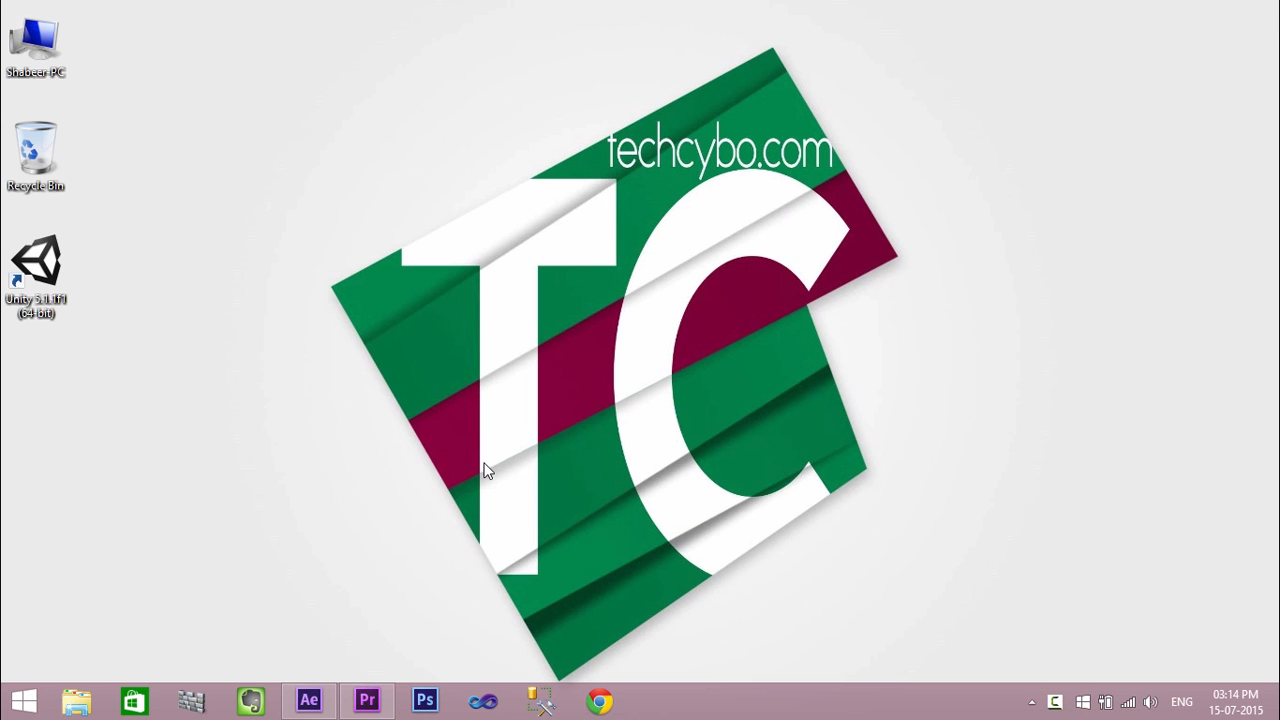 Shabeer-PC
Recycle Bin
Unity 5.1.1f1
(64-bit)
techcybo.com
TC
Ae
Pr
Ps
ENG
03:14 PM
15-07-2015